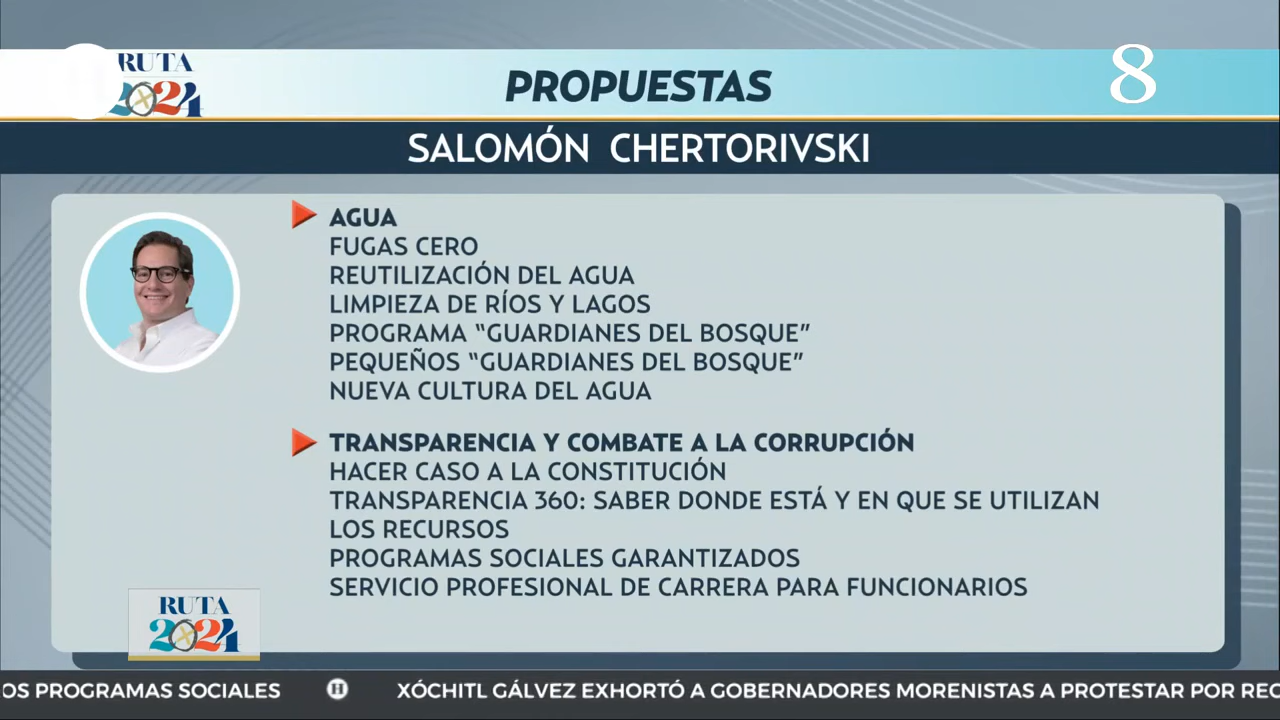 RUTA
2024
PROPUESTAS
8
SALOMÓN CHERTORIVSKI
AGUA
FUGAS CERO
REUTILIZACIÓN DEL AGUA
LIMPIEZA DE RÍOS Y LAGOS
PROGRAMA “GUARDIANES DEL BOSQUE”
PEQUEÑOS “GUARDIANES DEL BOSQUE”
NUEVA CULTURA DEL AGUA
TRANSPARENCIA Y COMBATE A LA CORRUPCIÓN
HACER CASO A LA CONSTITUCIÓN
TRANSPARENCIA 360: SABER DONDE ESTÁ Y EN QUE SE UTILIZAN
LOS RECURSOS
PROGRAMAS SOCIALES GARANTIZADOS
SERVICIO PROFESIONAL DE CARRERA PARA FUNCIONARIOS
RUTA
2024
OS PROGRAMAS SOCIALES H XÓCHITL GÁLVEZ EXHORTÓ A GOBERNADORES MORENISTAS A PROTESTAR POR REC